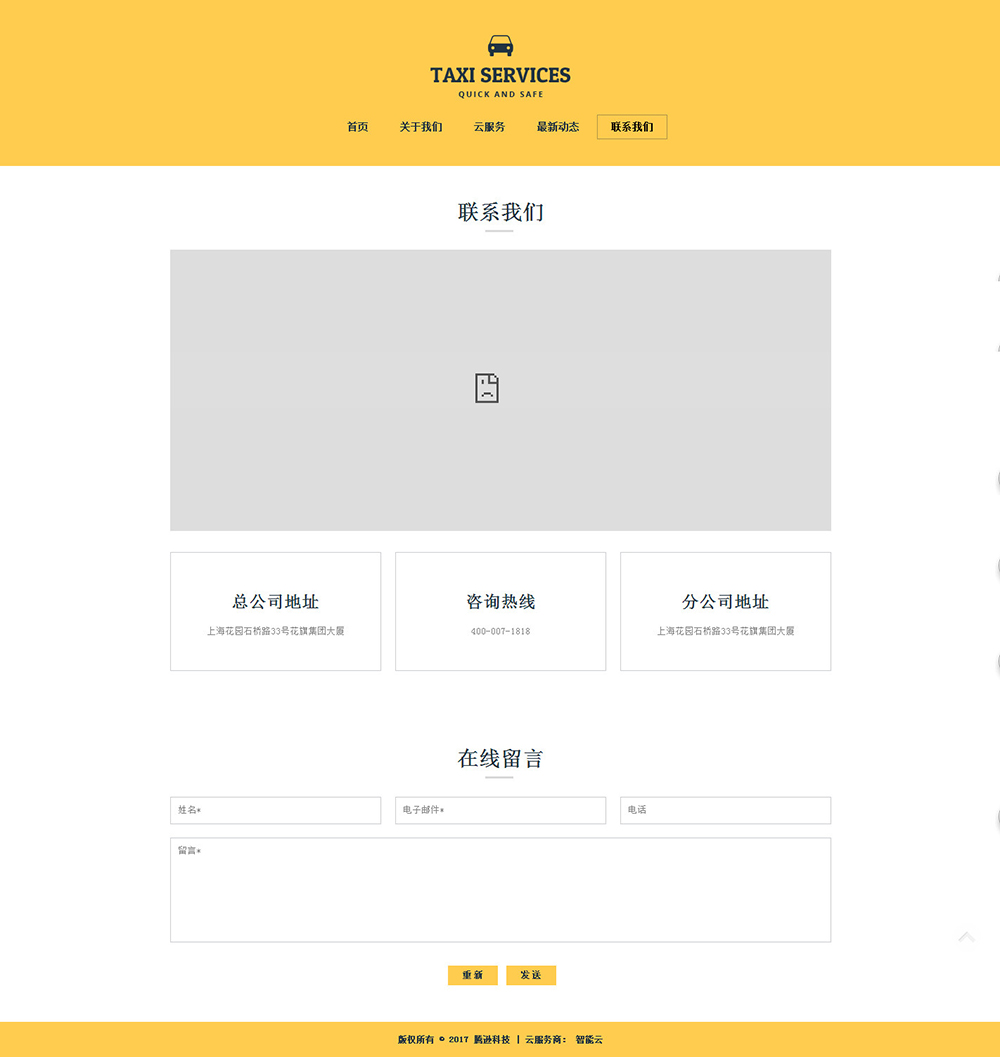 TAXI SERVICES
QUICK AND SAFE
首页 关于我们 云服务 最新动态 联系我们
联系我们
总公司地址 咨询热线 分公司地址
上海花园石桥路33号花旗集团大厦 400-007-1818 上海花园石桥路33号花旗集团大厦
在线留言
姓名* 电子邮件* 电话
留言*
重新 发送
版权所有 © 2017 腾逊科技 | 云服务商： 智能云